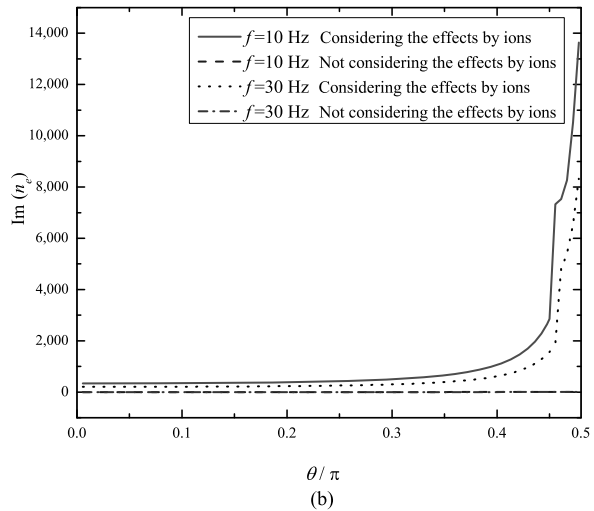 14,000
12,000
10,000
8,000
6,000
4,000
2,000
0
Im (nₑ)
f=10 Hz Considering the effects by ions
f=10 Hz Not considering the effects by ions
f=30 Hz Considering the effects by ions
f=30 Hz Not considering the effects by ions
0.0 0.1 0.2 0.3 0.4 0.5
θ / π
(b)